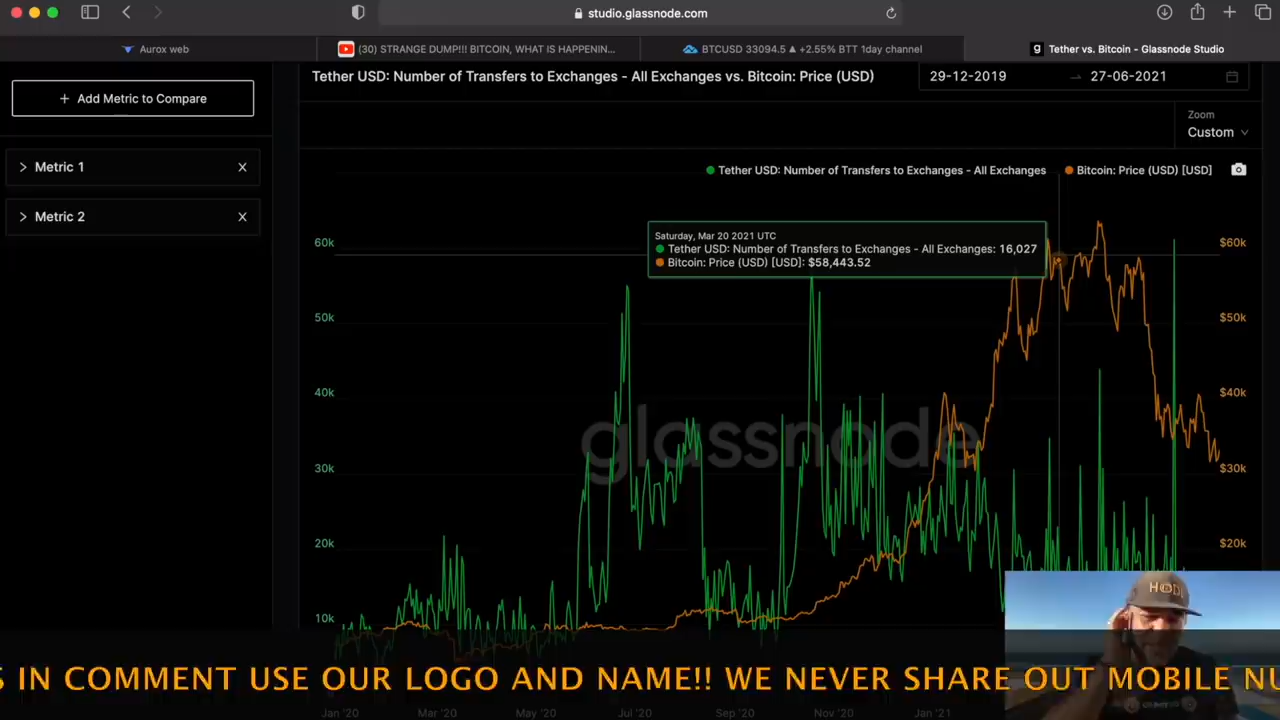 studio.glassnode.com
Aurox web
(30) STRANGE DUMP!!! BITCOIN, WHAT IS HAPPENIN...
BTCUSD 33094.5 ▲ +2.55% BTT 1day channel
g Tether vs. Bitcoin - Glassnode Studio
Tether USD: Number of Transfers to Exchanges - All Exchanges vs. Bitcoin: Price (USD)
29-12-2019 → 27-06-2021
+ Add Metric to Compare
Zoom
Custom
Metric 1
Metric 2
Tether USD: Number of Transfers to Exchanges - All Exchanges
Bitcoin: Price (USD) [USD]
Saturday, Mar 20 2021 UTC
Tether USD: Number of Transfers to Exchanges - All Exchanges: 16,027
Bitcoin: Price (USD) [USD]: $58,443.52
60k
$60k
50k
$50k
40k
$40k
glassnode
30k
$30k
20k
$20k
10k
HODL
S IN COMMENT USE OUR LOGO AND NAME!! WE NEVER SHARE OUT MOBILE NU
Jan '20
Mar '20
May '20
Jul '20
Sep '20
Nov '20
Jan '21